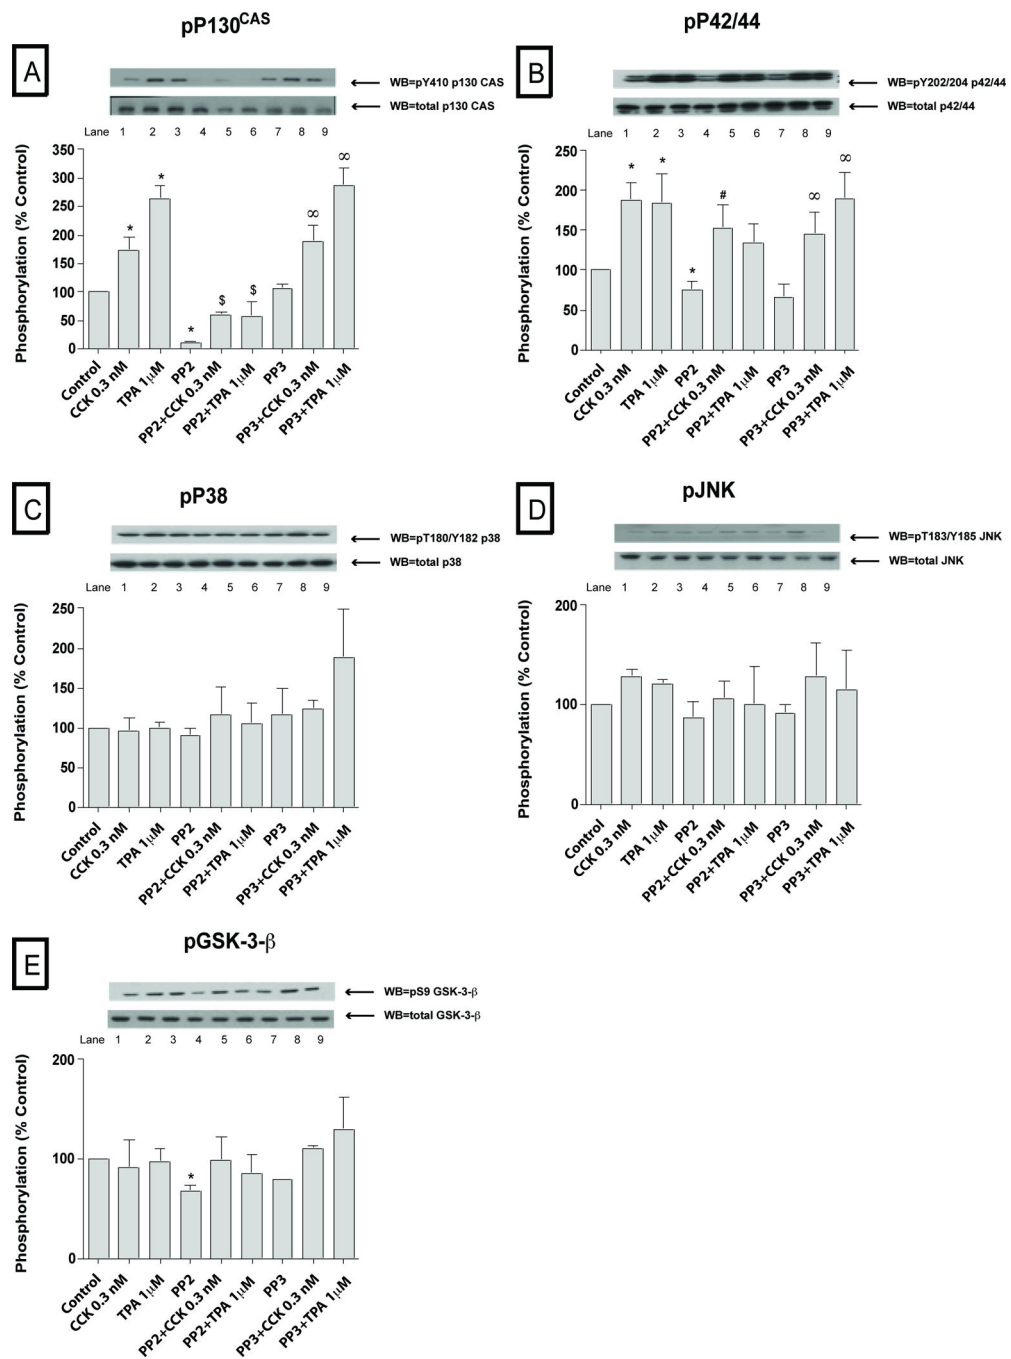 pP130CAS
A
WB=pY410 p130 CAS
WB=total p130 CAS
Lane 1 2 3 4 5 6 7 8 9
Phosphorylation (% Control)
350
300
250
200
150
100
50
0
* * * $ $ ∞ ∞
Control
CCK 0.3 nM
TPA 1μM
PP2
PP2+CCK 0.3 nM
PP2+TPA 1μM
PP3
PP3+CCK 0.3 nM
PP3+TPA 1μM
pP42/44
B
WB=pY202/204 p42/44
WB=total p42/44
Lane 1 2 3 4 5 6 7 8 9
Phosphorylation (% Control)
250
200
150
100
50
0
* * * # ∞ ∞
Control
CCK 0.3 nM
TPA 1μM
PP2
PP2+CCK 0.3 nM
PP2+TPA 1μM
PP3
PP3+CCK 0.3 nM
PP3+TPA 1μM
pP38
C
WB=pT180/Y182 p38
WB=total p38
Lane 1 2 3 4 5 6 7 8 9
Phosphorylation (% Control)
250
200
150
100
50
0
Control
CCK 0.3 nM
TPA 1μM
PP2
PP2+CCK 0.3 nM
PP2+TPA 1μM
PP3
PP3+CCK 0.3 nM
PP3+TPA 1μM
pJNK
D
WB=pT183/Y185 JNK
WB=total JNK
Lane 1 2 3 4 5 6 7 8 9
Phosphorylation (% Control)
200
100
0
Control
CCK 0.3 nM
TPA 1μM
PP2
PP2+CCK 0.3 nM
PP2+TPA 1μM
PP3
PP3+CCK 0.3 nM
PP3+TPA 1μM
pGSK-3-β
E
WB=pS9 GSK-3-β
WB=total GSK-3-β
Lane 1 2 3 4 5 6 7 8 9
Phosphorylation (% Control)
200
100
0
*
Control
CCK 0.3 nM
TPA 1μM
PP2
PP2+CCK 0.3 nM
PP2+TPA 1μM
PP3
PP3+CCK 0.3 nM
PP3+TPA 1μM